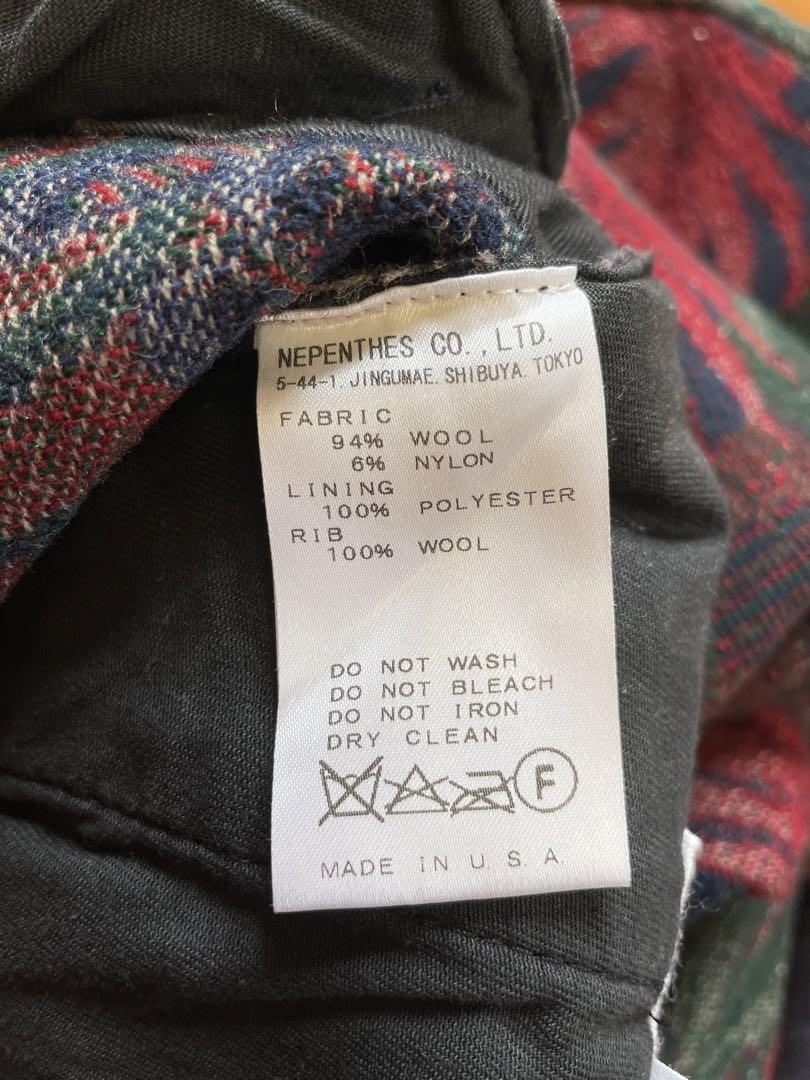 NEPENTHES CO., LTD.
5-44-1. JINGUMAE. SHIBUYA. TOKYO
FABRIC
94% WOOL
6% NYLON
LINING
100% POLYESTER
RIB
100% WOOL
DO NOT WASH
DO NOT BLEACH
DO NOT IRON
DRY CLEAN
F
MADE IN U.S.A.